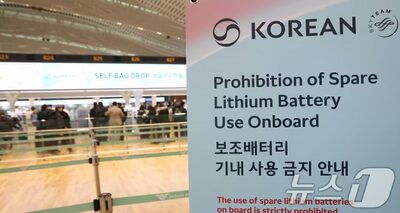 KOREAN
SKYTEAM
B24
SELF BAG DROP
Prohibition of Spare
Lithium Battery
Use Onboard
보조배터리
기내 사용 금지 안내
The use of spare lithium batteries
on board is strictly prohibited
뉴스1